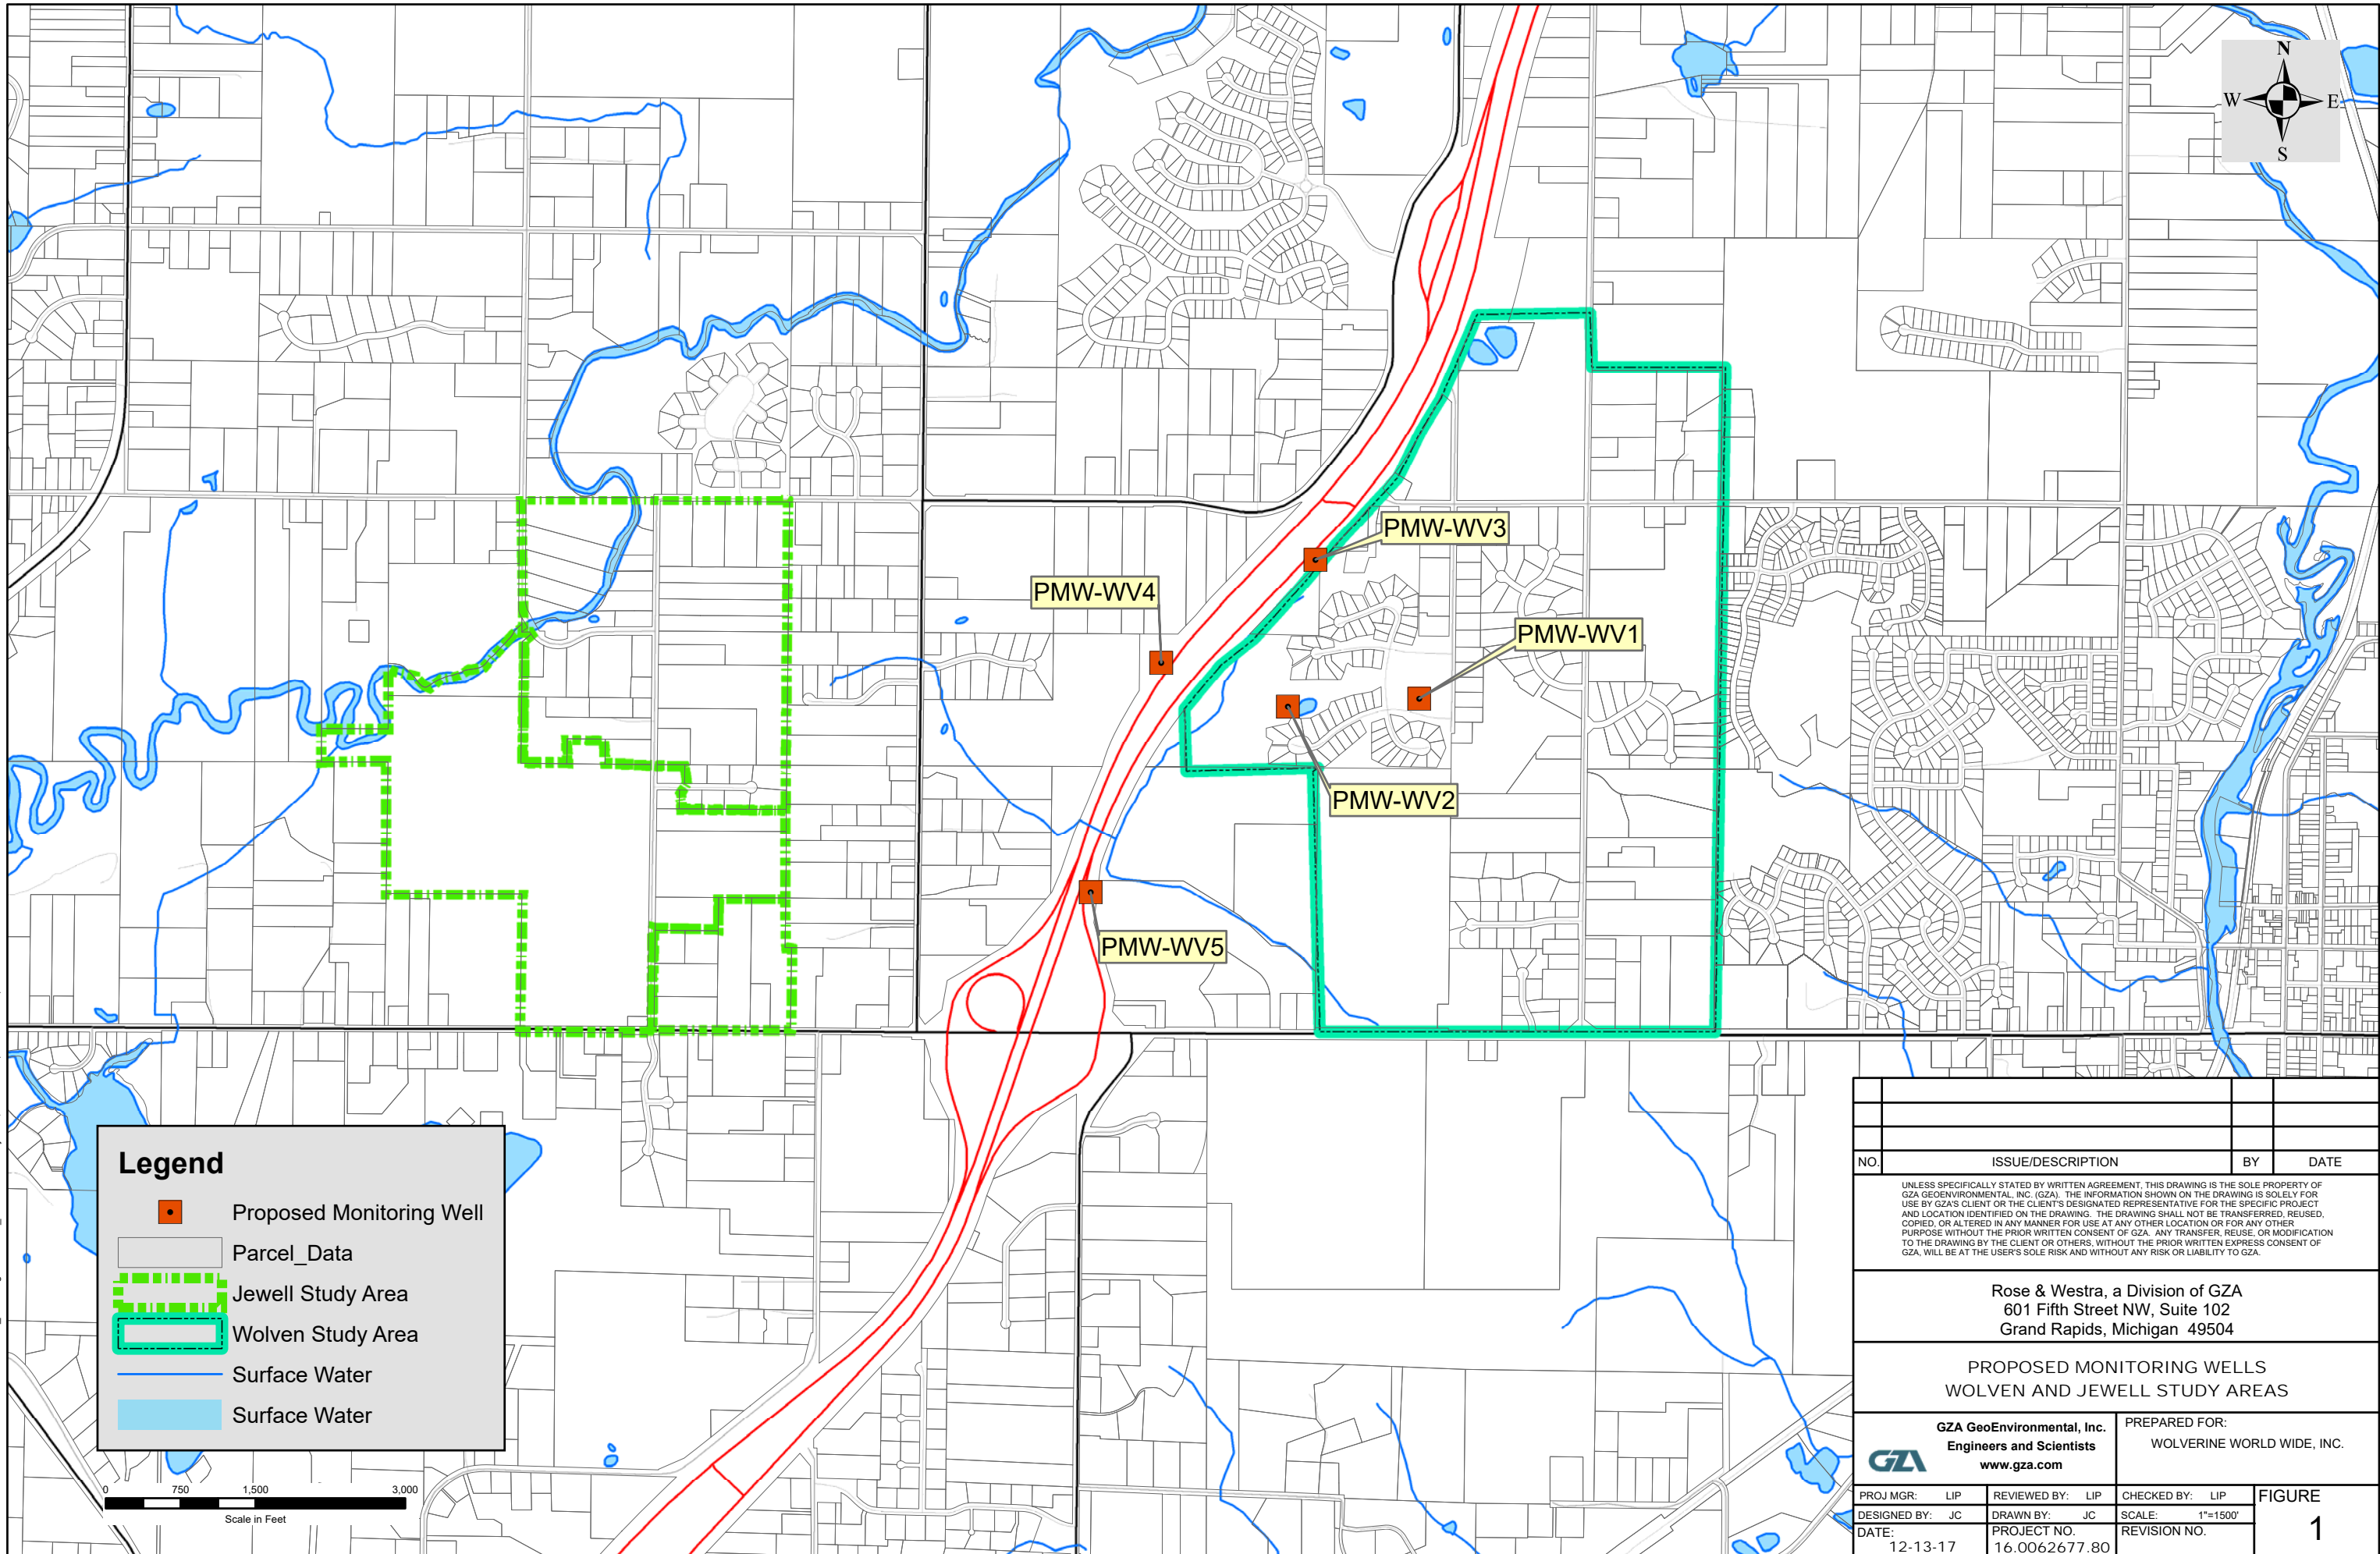 N
W E
S
PMW-WV3
PMW-WV4
PMW-WV1
PMW-WV2
PMW-WV5
Legend
Proposed Monitoring Well
Parcel_Data
Jewell Study Area
Wolven Study Area
Surface Water
Surface Water
0 750 1,500 3,000
Scale in Feet
NO. ISSUE/DESCRIPTION BY DATE
UNLESS SPECIFICALLY STATED BY WRITTEN AGREEMENT, THIS DRAWING IS THE SOLE PROPERTY OF
GZA GEOENVIRONMENTAL, INC. (GZA). THE INFORMATION SHOWN ON THE DRAWING IS SOLELY FOR
USE BY GZA'S CLIENT OR THE CLIENT'S DESIGNATED REPRESENTATIVE FOR THE SPECIFIC PROJECT
AND LOCATION IDENTIFIED ON THE DRAWING. THE DRAWING SHALL NOT BE TRANSFERRED, REUSED,
COPIED, OR ALTERED IN ANY MANNER FOR USE AT ANY OTHER LOCATION OR FOR ANY OTHER
PURPOSE WITHOUT THE PRIOR WRITTEN CONSENT OF GZA. ANY TRANSFER, REUSE, OR MODIFICATION
TO THE DRAWING BY THE CLIENT OR OTHERS, WITHOUT THE PRIOR WRITTEN EXPRESS CONSENT OF
GZA, WILL BE AT THE USER'S SOLE RISK AND WITHOUT ANY RISK OR LIABILITY TO GZA.
Rose & Westra, a Division of GZA
601 Fifth Street NW, Suite 102
Grand Rapids, Michigan 49504
PROPOSED MONITORING WELLS
WOLVEN AND JEWELL STUDY AREAS
GZA
GZA GeoEnvironmental, Inc.
Engineers and Scientists
www.gza.com
PREPARED FOR:
WOLVERINE WORLD WIDE, INC.
PROJ MGR: LIP REVIEWED BY: LIP CHECKED BY: LIP
DESIGNED BY: JC DRAWN BY: JC SCALE: 1"=1500'
DATE: PROJECT NO. REVISION NO.
12-13-17 16.0062677.80
FIGURE
1